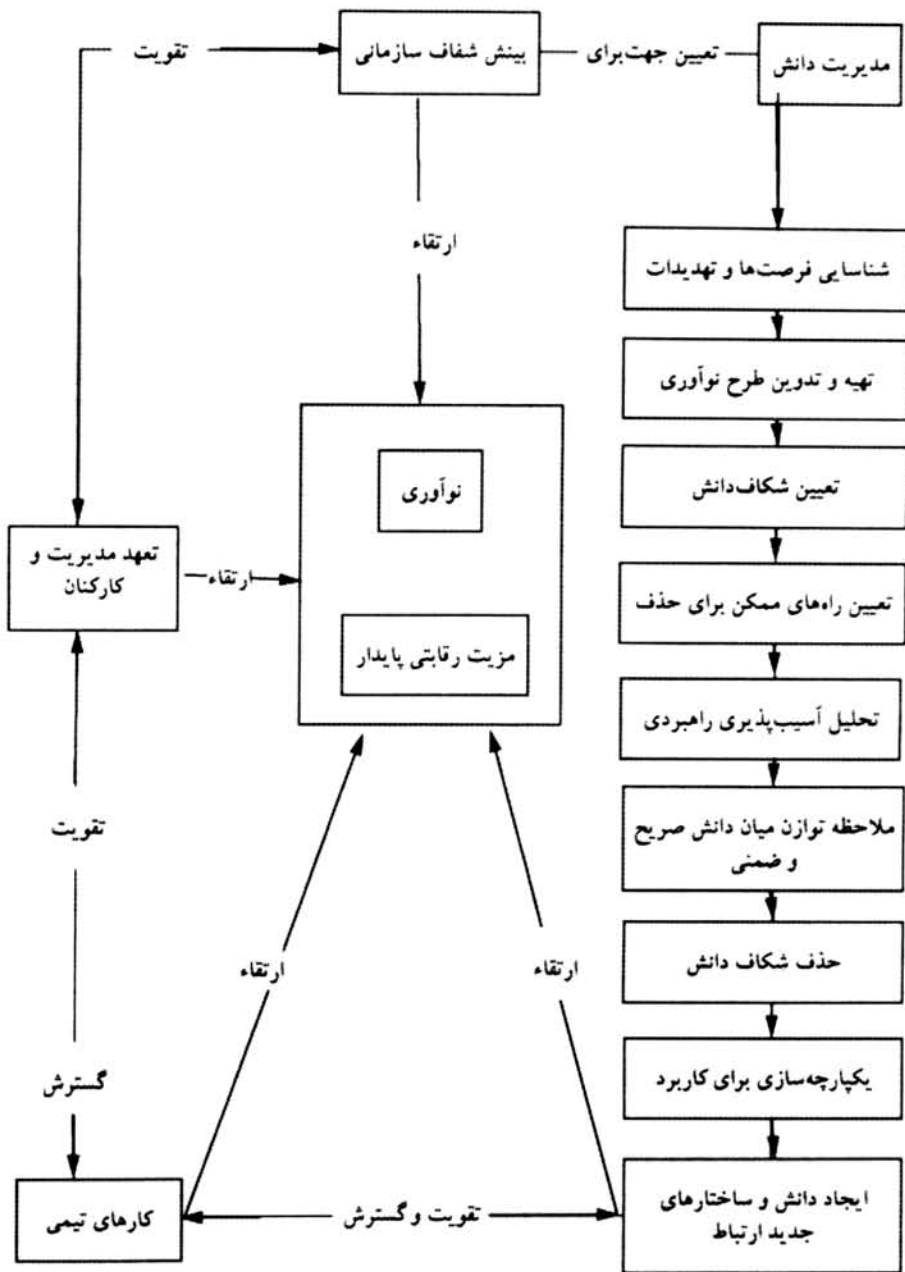 مدیریت دانش
تعیین جهت‌برای
بینش شفاف سازمانی
تقویت
ارتقاء
شناسایی فرصت‌ها و تهدیدات
تهیه و تدوین طرح نوآوری
تعیین شکاف‌دانش
تعیین راه‌های ممکن برای حذف
تحلیل آسیب‌پذیری راهبردی
ملاحظه توازن میان دانش صریح
و ضمنی
حذف شکاف دانش
یکپارچه‌سازی برای کاربرد
ایجاد دانش و ساختارهای
جدید ارتباط
نوآوری
مزیت رقابتی پایدار
ارتقاء
تعهد مدیریت و
کارکنان
تقویت
گسترش
ارتقاء
ارتقاء
تقویت و گسترش
کارهای تیمی